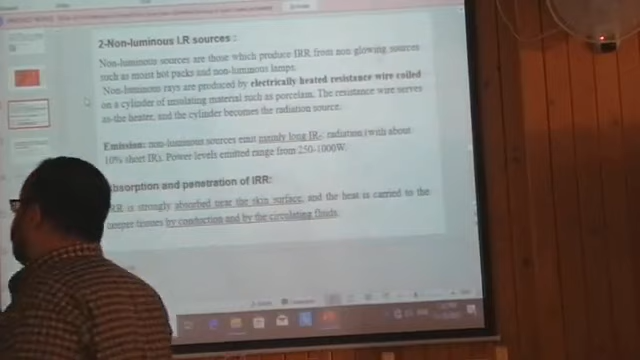 2-Non-luminous I.R sources :
Non-luminous sources are those which produce IRR from non glowing sources
such as moist hot packs and non-luminous lamps.
Non-luminous rays are produced by electrically heated resistance wire coiled
on a cylinder of insulating material such as porcelain. The resistance wire serves
as the heater, and the cylinder becomes the radiation source.
Emission: non-luminous sources emit mainly long IR- radiation (with about
10% short IR). Power levels emitted range from 250-1000W.
bsorption and penetration of IRR:
RR is strongly absorbed near the skin surface, and the heat is carried to the
tissues by conduction and by the circulating fluids.